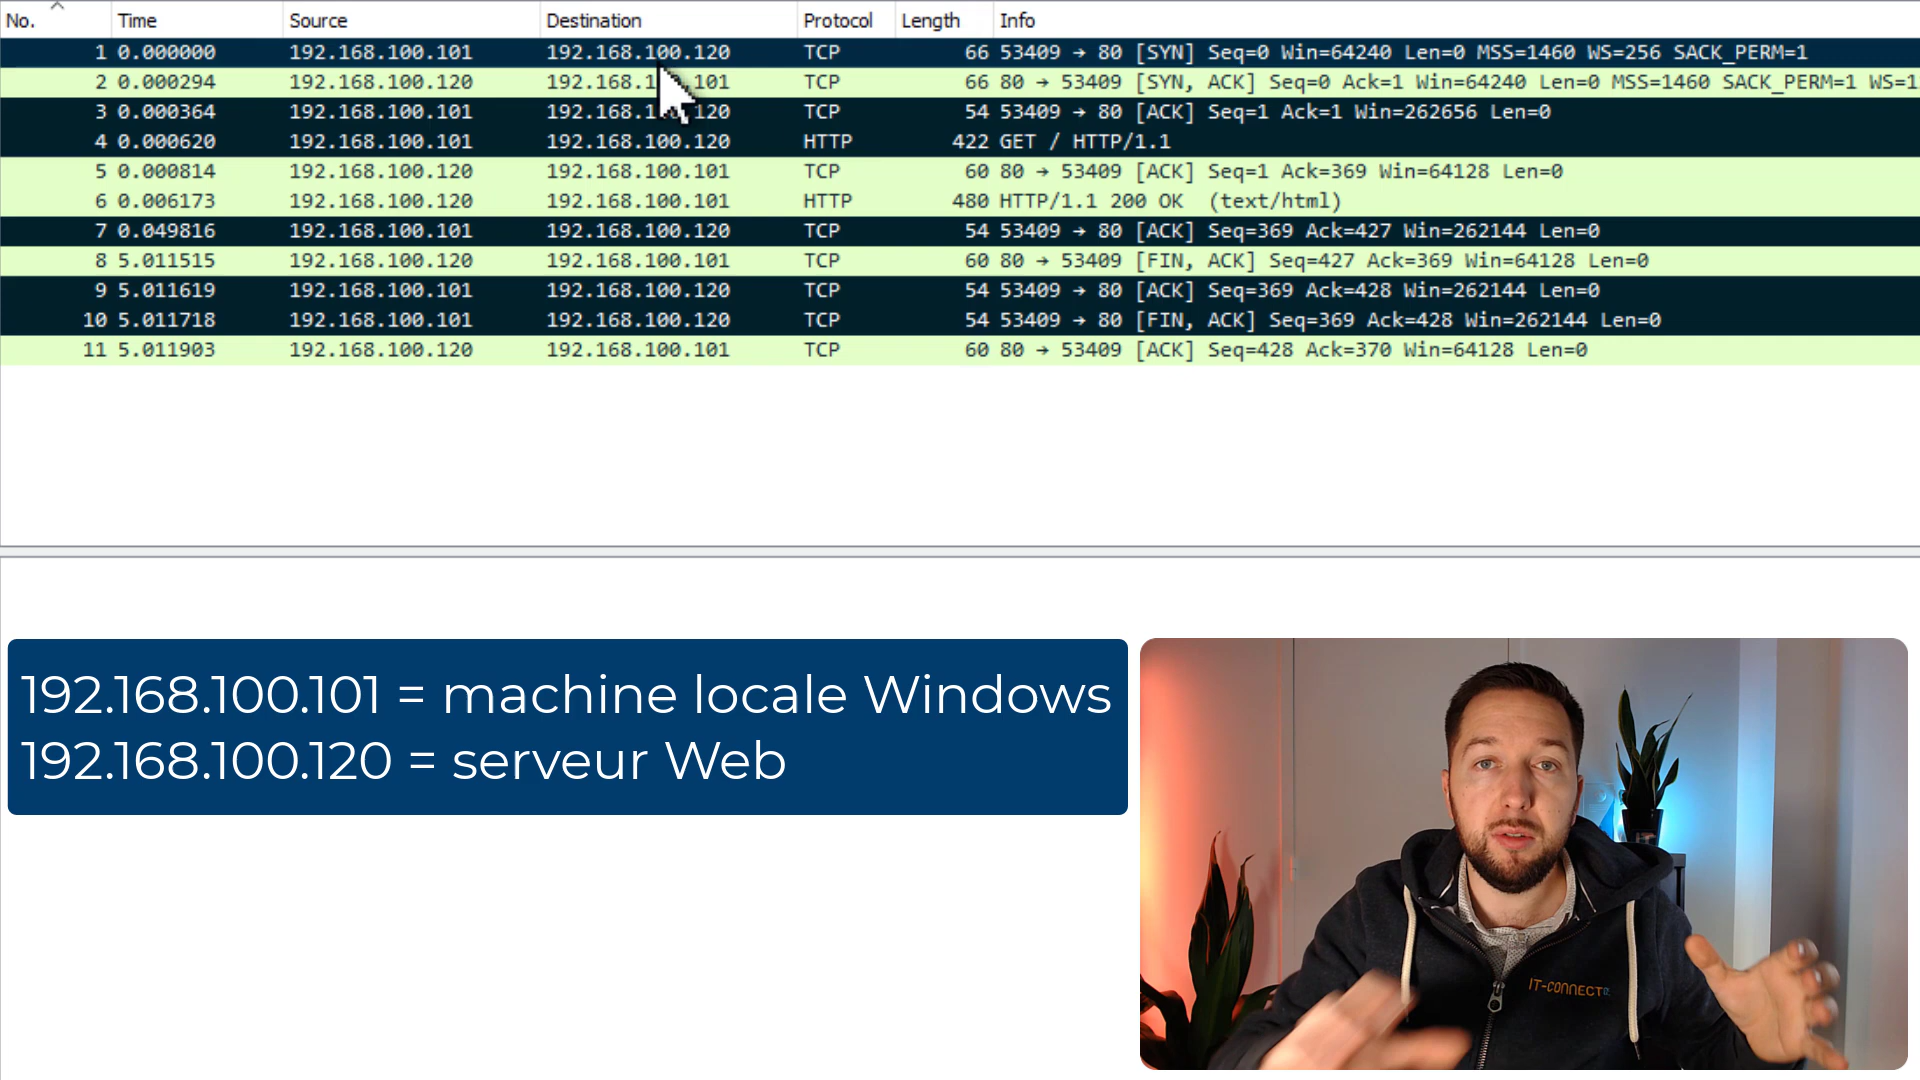 No. Time Source Destination Protocol Length Info
1 0.000000 192.168.100.101 192.168.100.120 TCP 66 53409 → 80 [SYN] Seq=0 Win=64240 Len=0 MSS=1460 WS=256 SACK_PERM=1
2 0.000294 192.168.100.120 192.168.1 101 TCP 66 80 → 53409 [SYN, ACK] Seq=0 Ack=1 Win=64240 Len=0 MSS=1460 SACK_PERM=1 WS=1
3 0.000364 192.168.100.101 192.168.100.120 TCP 54 53409 → 80 [ACK] Seq=1 Ack=1 Win=262656 Len=0
4 0.000620 192.168.100.101 192.168.100.120 HTTP 422 GET / HTTP/1.1
5 0.000814 192.168.100.120 192.168.100.101 TCP 60 80 → 53409 [ACK] Seq=1 Ack=369 Win=64128 Len=0
6 0.006173 192.168.100.120 192.168.100.101 HTTP 480 HTTP/1.1 200 OK (text/html)
7 0.049816 192.168.100.101 192.168.100.120 TCP 54 53409 → 80 [ACK] Seq=369 Ack=427 Win=262144 Len=0
8 5.011515 192.168.100.120 192.168.100.101 TCP 60 80 → 53409 [FIN, ACK] Seq=427 Ack=369 Win=64128 Len=0
9 5.011619 192.168.100.101 192.168.100.120 TCP 54 53409 → 80 [ACK] Seq=369 Ack=428 Win=262144 Len=0
10 5.011718 192.168.100.101 192.168.100.120 TCP 54 53409 → 80 [FIN, ACK] Seq=369 Ack=428 Win=262144 Len=0
11 5.011903 192.168.100.120 192.168.100.101 TCP 60 80 → 53409 [ACK] Seq=428 Ack=370 Win=64128 Len=0
192.168.100.101 = machine locale Windows
192.168.100.120 = serveur Web
IT-CONNECT